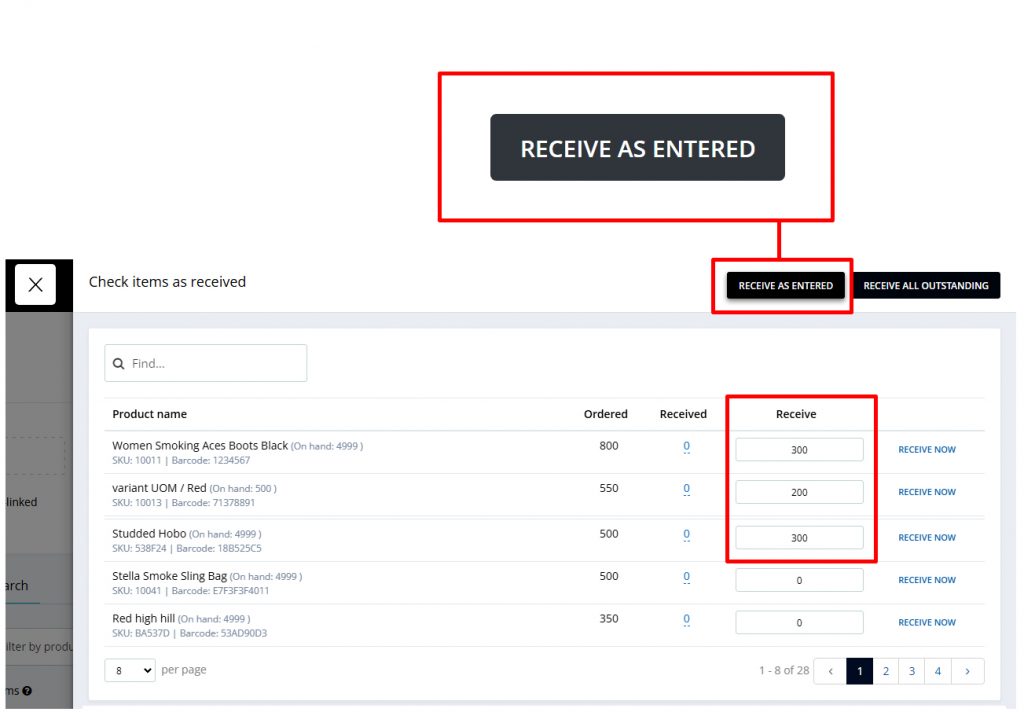 RECEIVE AS ENTERED
Check items as received
RECEIVE AS ENTERED
RECEIVE ALL OUTSTANDING
Find...
Product name Ordered Received Receive
Women Smoking Aces Boots Black (On hand: 4999 ) 800 0 300 RECEIVE NOW
SKU: 10011 | Barcode: 1234567
variant UOM / Red (On hand: 500 ) 550 0 200 RECEIVE NOW
SKU: 10013 | Barcode: 71378891
linked
Studded Hobo (On hand: 4999 ) 500 0 300 RECEIVE NOW
SKU: 538F24 | Barcode: 18B525C5
Stella Smoke Sling Bag (On hand: 4999 ) 500 0 0 RECEIVE NOW
SKU: 10041 | Barcode: E7F3F3F4011
arch
Red high hill (On hand: 4999 ) 350 0 0 RECEIVE NOW
SKU: BA537D | Barcode: 53AD90D3
ilter by produ
8 per page 1 - 8 of 28 ‹ 1 2 3 4 ›
ms ?